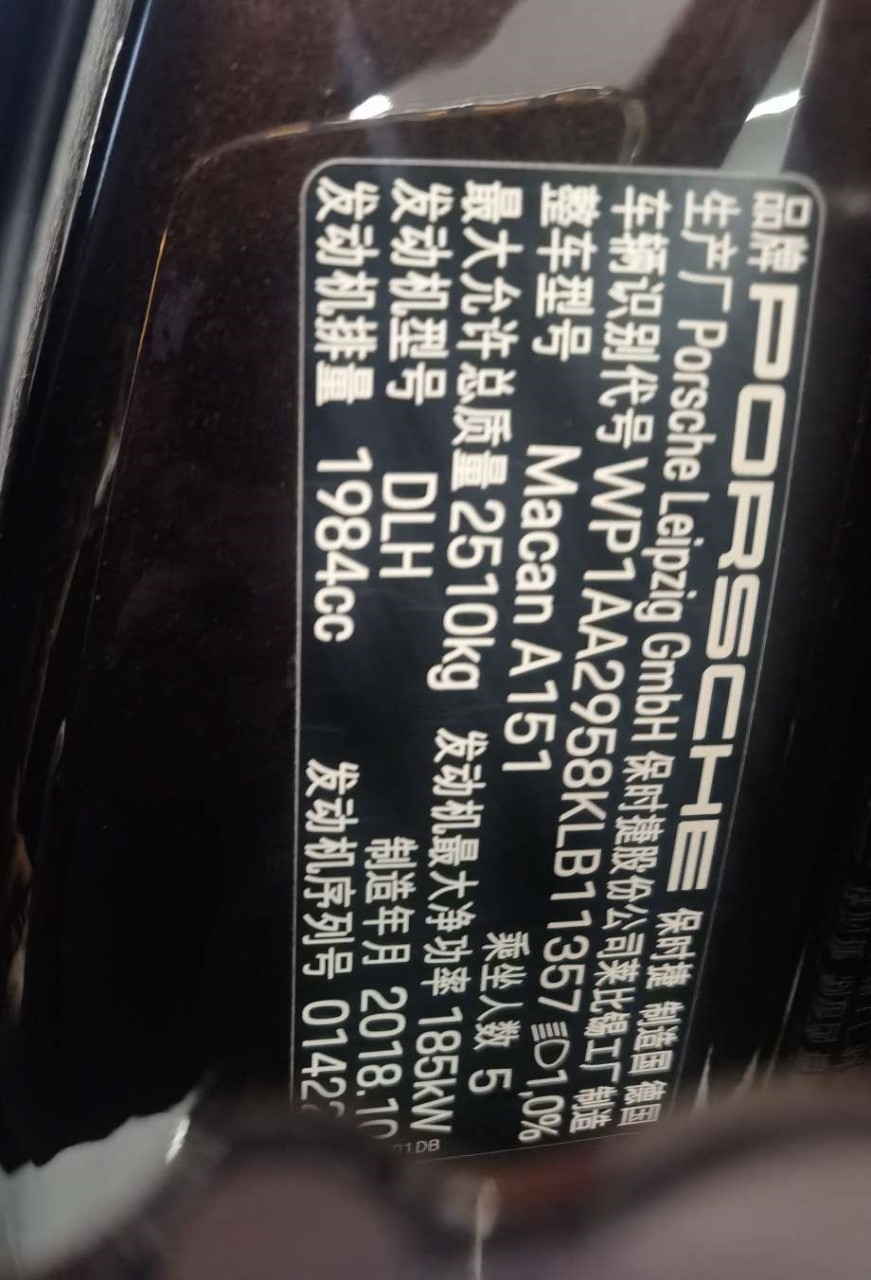 品牌 PORSCHE 保时捷 制造国 德国
生产厂 Porsche Leipzig GmbH 保时捷股份公司莱比锡工厂 制造
车辆识别代号 WP1AA2958KLB11357 1,0%
整车型号 Macan A151 乘坐人数 5
最大允许总质量 2510kg 发动机最大净功率 185kW
发动机型号 DLH 制造年月 2018.10
发动机排量 1984cc 发动机序列号 0142
01.DB